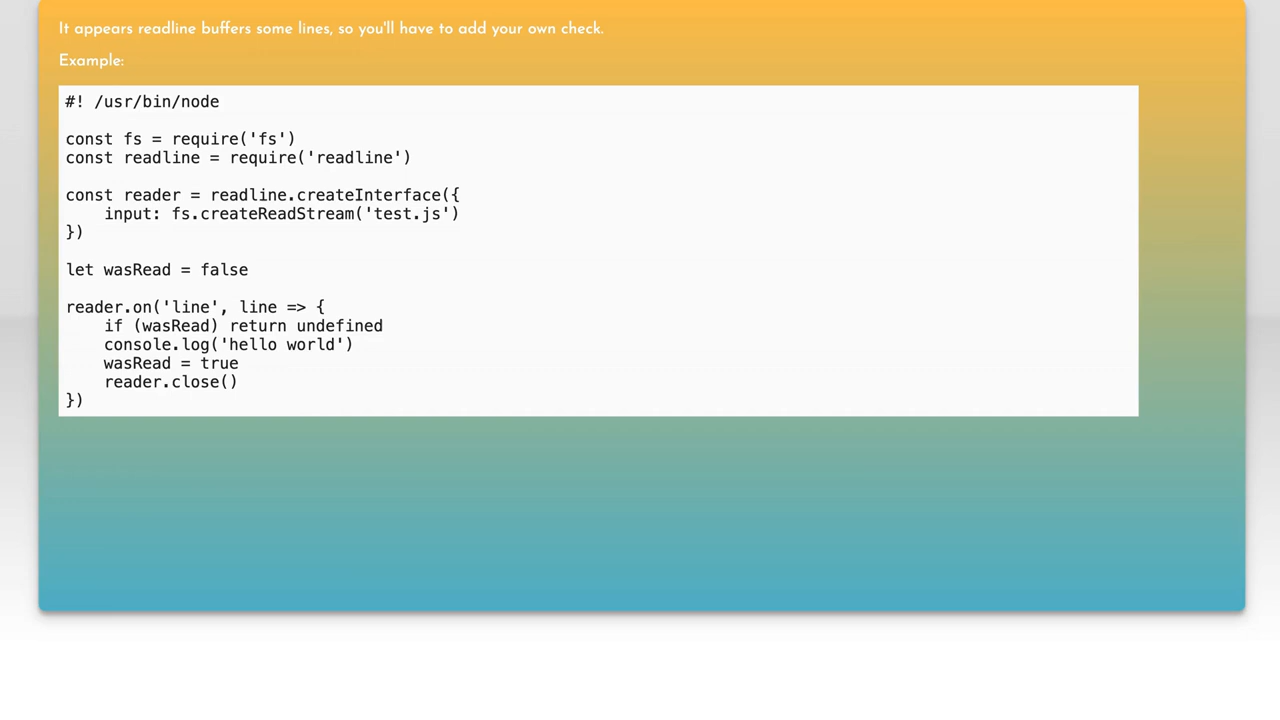 It appears readline buffers some lines, so you'll have to add your own check.
Example:
#! /usr/bin/node
const fs = require('fs')
const readline = require('readline')
const reader = readline.createInterface({
    input: fs.createReadStream('test.js')
})
let wasRead = false
reader.on('line', line => {
    if (wasRead) return undefined
    console.log('hello world')
    wasRead = true
    reader.close()
})